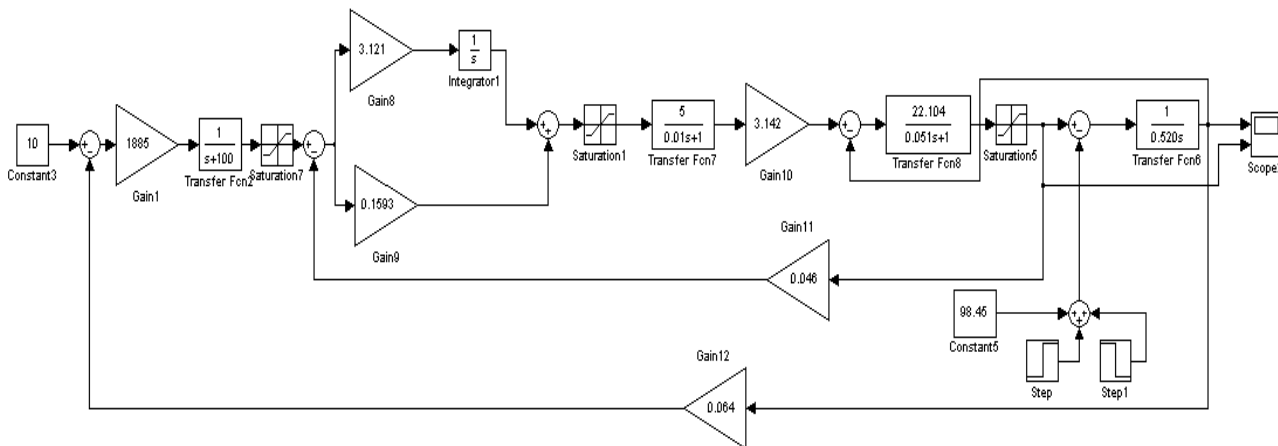 3.121
Gain8
1
s
Integrator1
10
Constant3
1885
Gain1
1
s+100
Transfer Fcn2
Saturation7
0.1593
Gain9
Saturation1
5
0.01s+1
Transfer Fcn7
3.142
Gain10
22.104
0.051s+1
Transfer Fcn8
Saturation5
1
0.520s
Transfer Fcn6
Gain11
0.046
98.45
Constant5
Step
Step1
Gain12
0.064